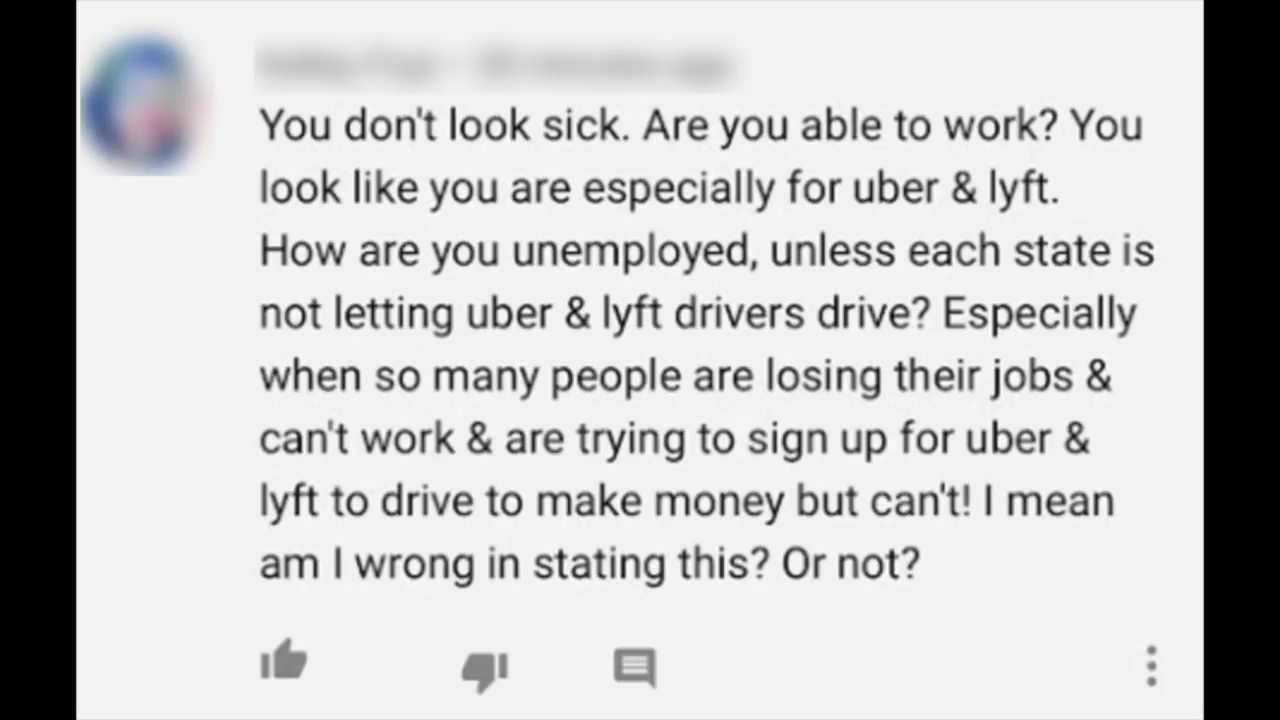 You don't look sick. Are you able to work? You
look like you are especially for uber & lyft.
How are you unemployed, unless each state is
not letting uber & lyft drivers drive? Especially
when so many people are losing their jobs &
can't work & are trying to sign up for uber &
lyft to drive to make money but can't! I mean
am I wrong in stating this? Or not?